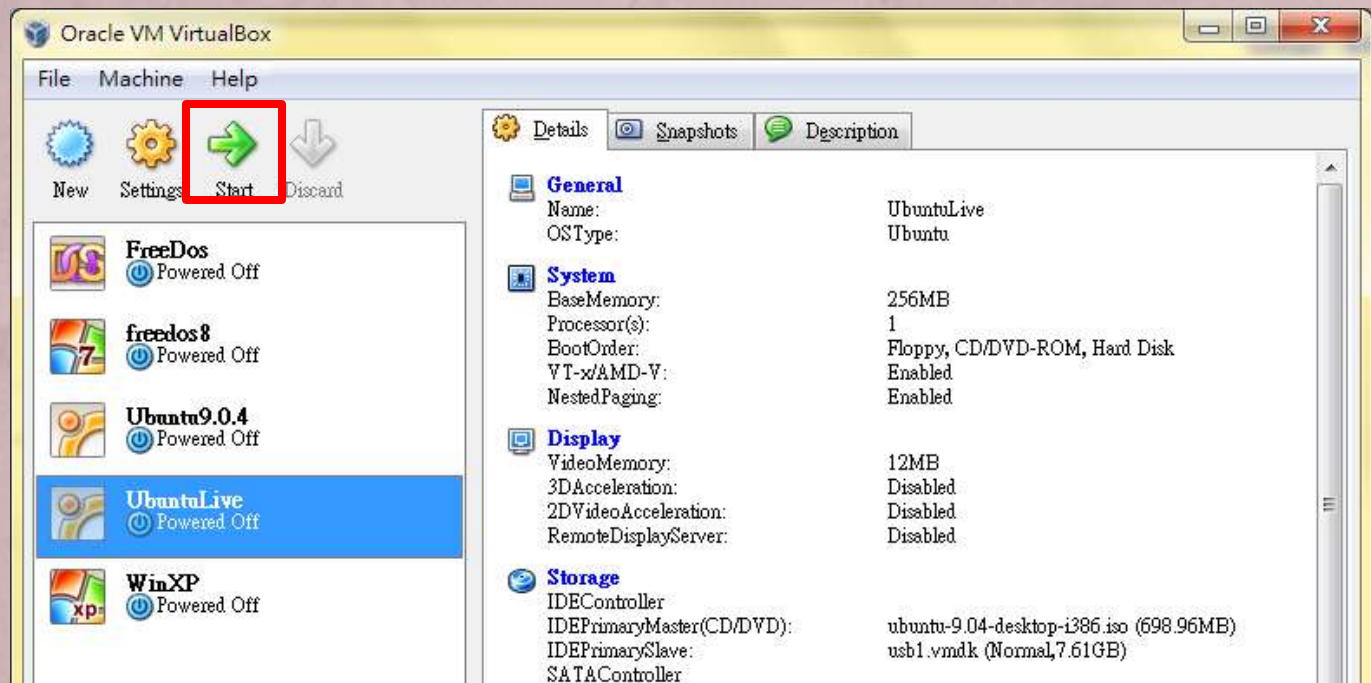 Oracle VM VirtualBox
File Machine Help
New Settings Start Discard
Details Snapshots Description
FreeDos
Powered Off
freedos8
Powered Off
Ubuntu9.0.4
Powered Off
UbuntuLive
Powered Off
WinXP
Powered Off
General
Name: UbuntuLive
OSType: Ubuntu
System
BaseMemory: 256MB
Processor(s): 1
BootOrder: Floppy, CD/DVD-ROM, Hard Disk
VT-x/AMD-V: Enabled
NestedPaging: Enabled
Display
VideoMemory: 12MB
3DAcceleration: Disabled
2DVideoAcceleration: Disabled
RemoteDisplayServer: Disabled
Storage
IDEController
IDEPrimaryMaster(CD/DVD): ubuntu-9.04-desktop-i386.iso (698.96MB)
IDEPrimarySlave: usb1.vmdk (Normal,7.61GB)
SATAController